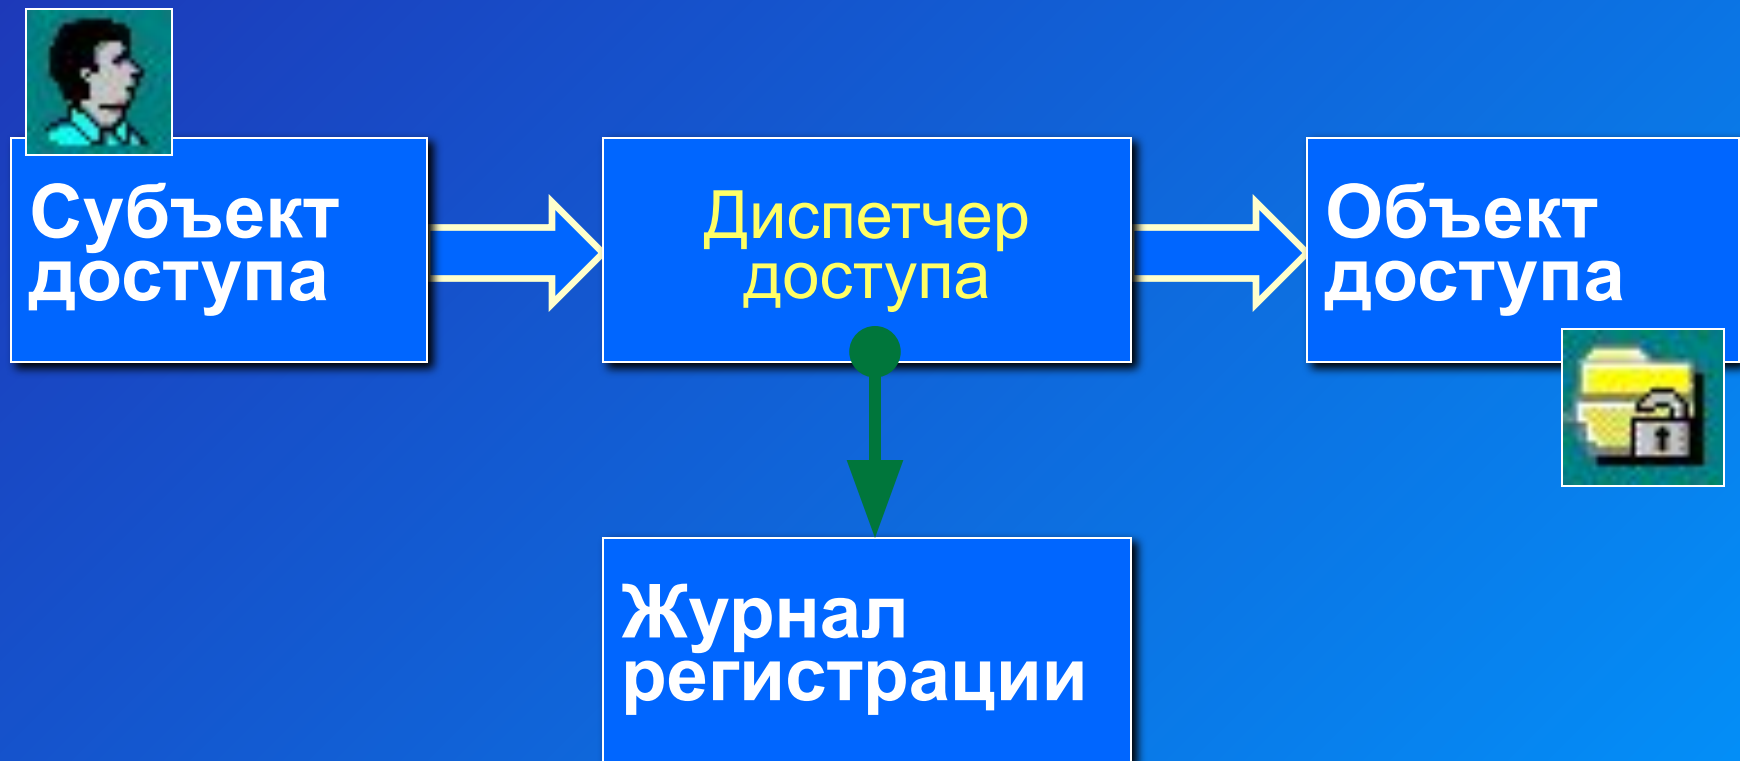 Субъект
доступа
Диспетчер
доступа
Объект
доступа
Журнал
регистрации